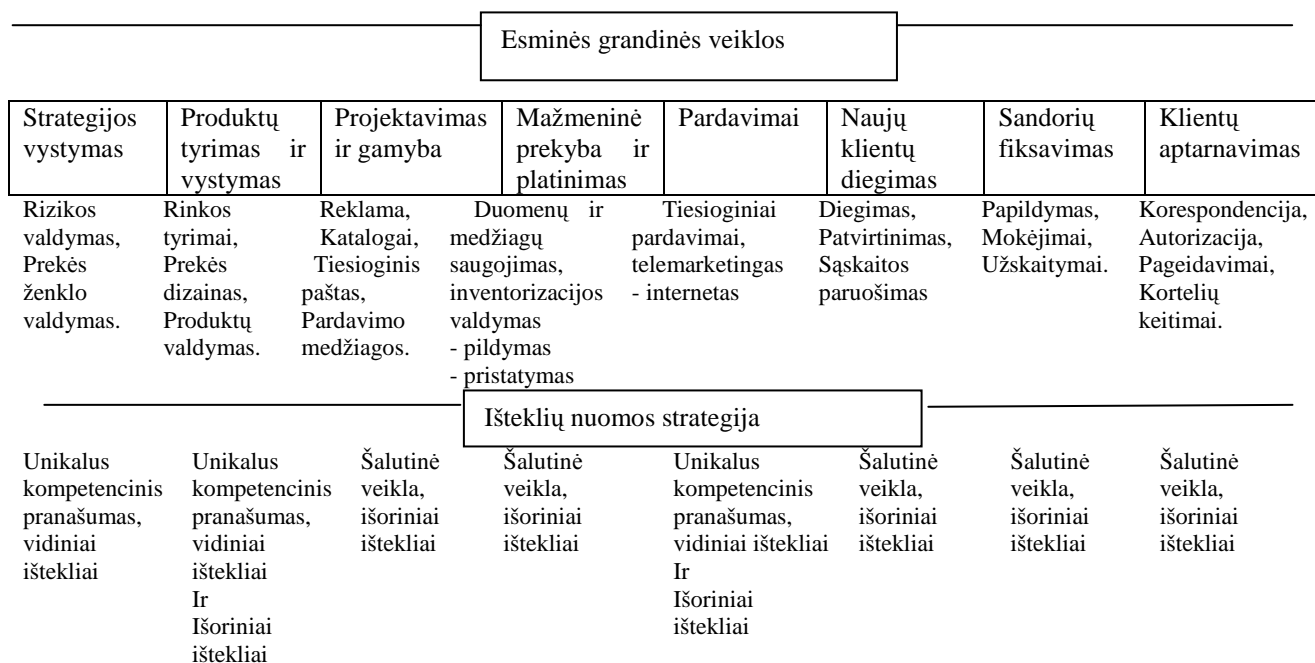 Esminės grandinės veiklos
Strategijos
vystymas
Produktų
tyrimas ir
vystymas
Projektavimas
ir gamyba
Mažmeninė
prekyba ir
platinimas
Pardavimai
Naujų
klientų
diegimas
Sandorių
fiksavimas
Klientų
aptarnavimas
Rizikos
valdymas,
Prekės
ženklo
valdymas.
Rinkos
tyrimai,
Prekės
dizainas,
Produktų
valdymas.
Reklama,
Katalogai,
Tiesioginis
paštas,
Pardavimo
medžiagos.
Duomenų ir
medžiagų
saugojimas,
inventorizacijos
valdymas
- pildymas
- pristatymas
Tiesioginiai
pardavimai,
telemarketingas
- internetas
Diegimas,
Patvirtinimas,
Sąskaitos
paruošimas
Papildymas,
Mokėjimai,
Užskaitymai.
Korespondencija,
Autorizacija,
Pageidavimai,
Kortelių
keitimai.
Išteklių nuomos strategija
Unikalus
kompetencinis
pranašumas,
vidiniai
ištekliai
Unikalus
kompetencinis
pranašumas,
vidiniai
ištekliai
Ir
Išoriniai
ištekliai
Šalutinė
veikla,
išoriniai
ištekliai
Šalutinė
veikla,
išoriniai
ištekliai
Unikalus
kompetencinis
pranašumas,
vidiniai ištekliai
Ir
Išoriniai
ištekliai
Šalutinė
veikla,
išoriniai
ištekliai
Šalutinė
veikla,
išoriniai
ištekliai
Šalutinė
veikla,
išoriniai
ištekliai